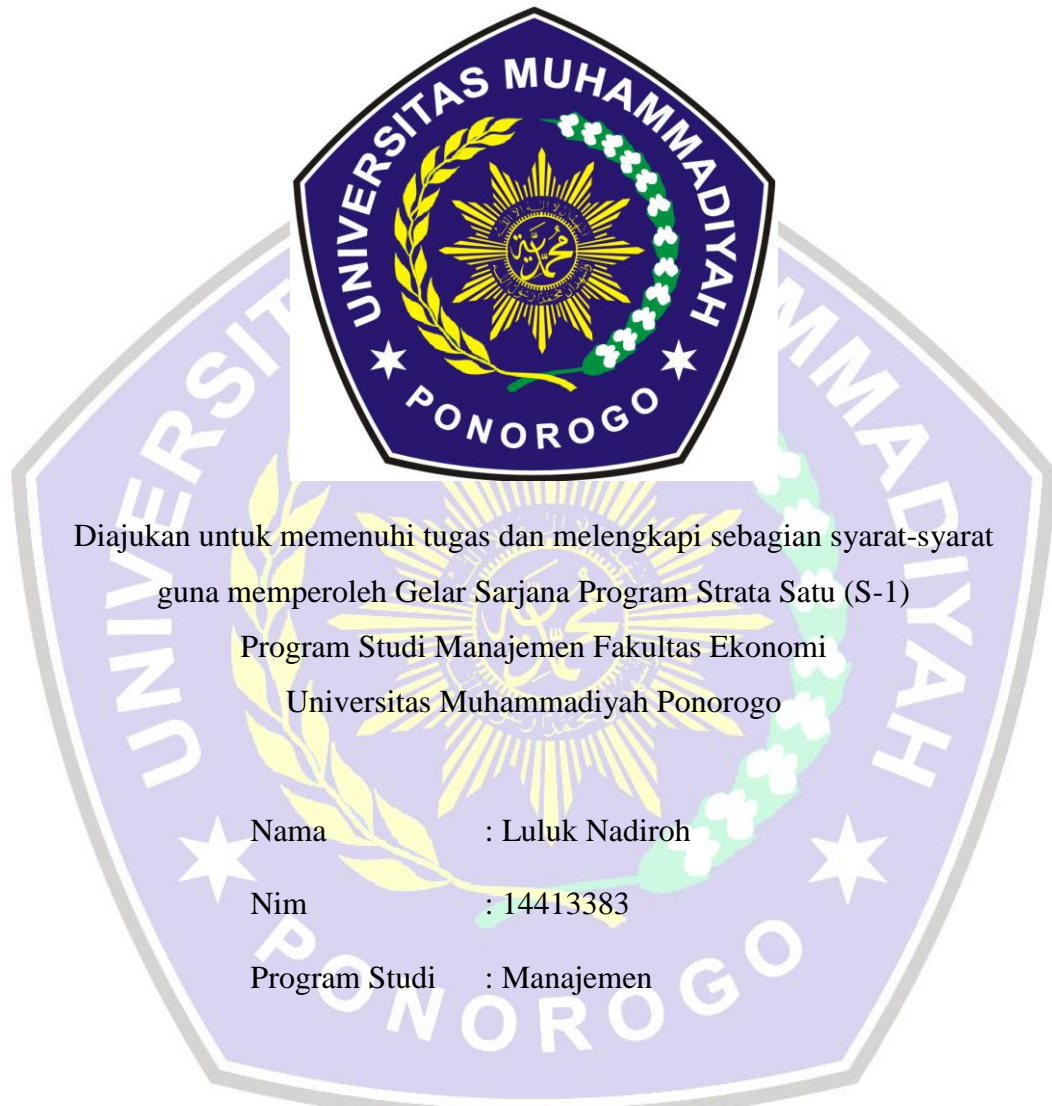 UNIVERSITAS MUHAMMADIYAH
PONOROGO
محمدية
Diajukan untuk memenuhi tugas dan melengkapi sebagian syarat-syarat
guna memperoleh Gelar Sarjana Program Strata Satu (S-1)
Program Studi Manajemen Fakultas Ekonomi
Universitas Muhammadiyah Ponorogo
Nama : Luluk Nadiroh
Nim : 14413383
Program Studi : Manajemen